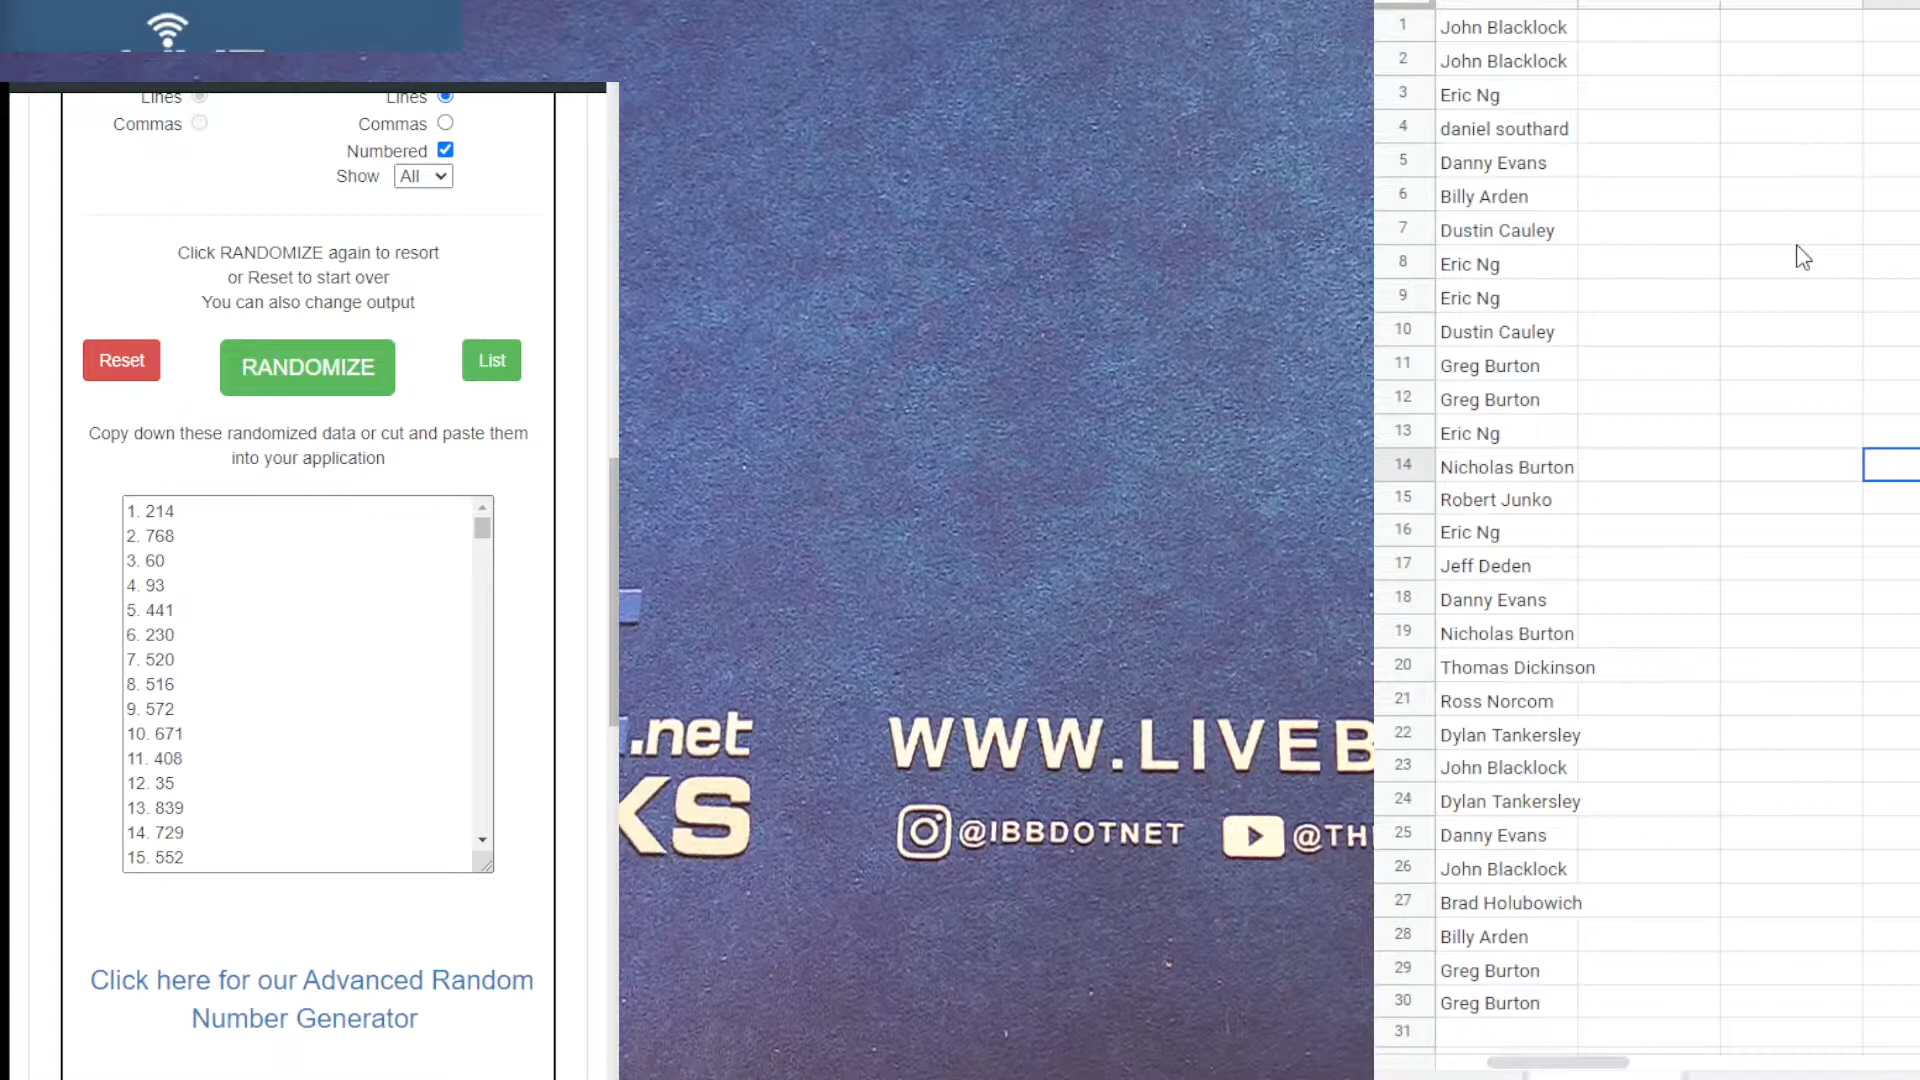 Lines
Lines
Commas
Commas
Numbered
Show All
Click RANDOMIZE again to resort
or Reset to start over
You can also change output
Reset
RANDOMIZE
List
Copy down these randomized data or cut and paste them
into your application
1. 214
2. 768
3. 60
4. 93
5. 441
6. 230
7. 520
8. 516
9. 572
10. 671
11. 408
12. 35
13. 839
14. 729
15. 552
Click here for our Advanced Random
Number Generator
.net
KS
WWW.LIVEB
@IBBDOTNET
@TH
1 John Blacklock
2 John Blacklock
3 Eric Ng
4 daniel southard
5 Danny Evans
6 Billy Arden
7 Dustin Cauley
8 Eric Ng
9 Eric Ng
10 Dustin Cauley
11 Greg Burton
12 Greg Burton
13 Eric Ng
14 Nicholas Burton
15 Robert Junko
16 Eric Ng
17 Jeff Deden
18 Danny Evans
19 Nicholas Burton
20 Thomas Dickinson
21 Ross Norcom
22 Dylan Tankersley
23 John Blacklock
24 Dylan Tankersley
25 Danny Evans
26 John Blacklock
27 Brad Holubowich
28 Billy Arden
29 Greg Burton
30 Greg Burton
31